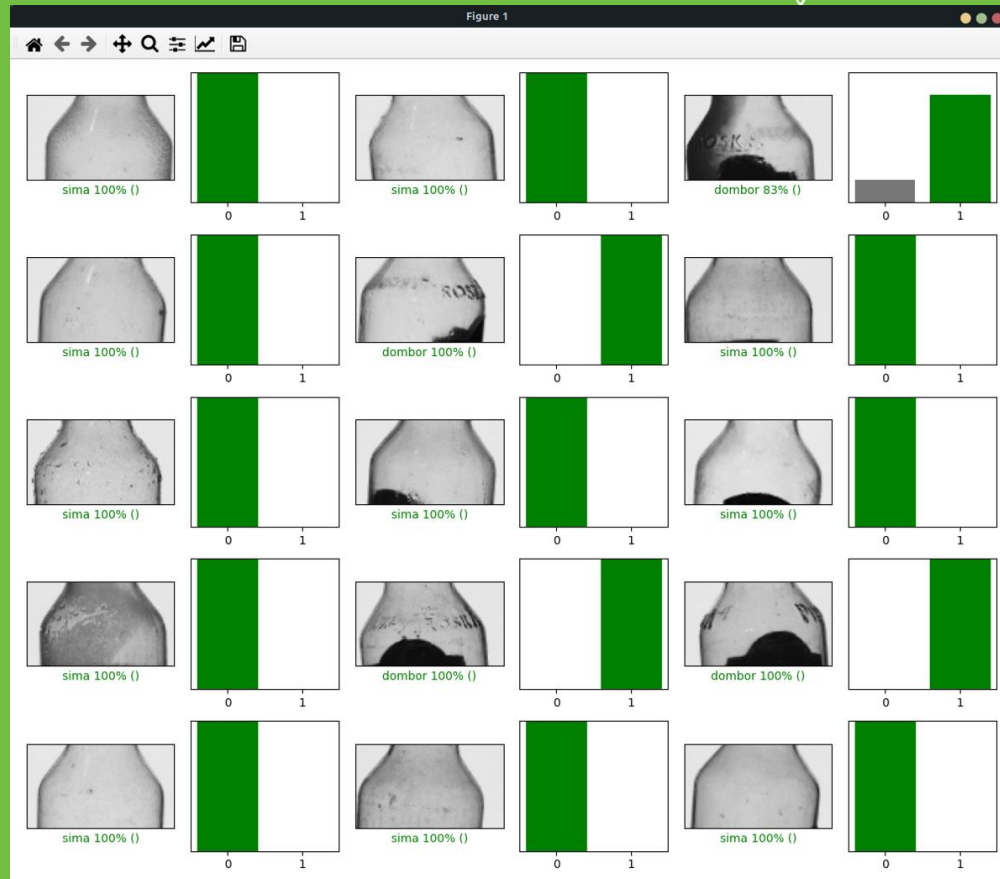 Figure 1
sima 100% ()
0 1
sima 100% ()
0 1
dombor 83% ()
0 1
sima 100% ()
0 1
dombor 100% ()
0 1
sima 100% ()
0 1
sima 100% ()
0 1
sima 100% ()
0 1
sima 100% ()
0 1
sima 100% ()
0 1
dombor 100% ()
0 1
dombor 100% ()
0 1
sima 100% ()
0 1
sima 100% ()
0 1
sima 100% ()
0 1